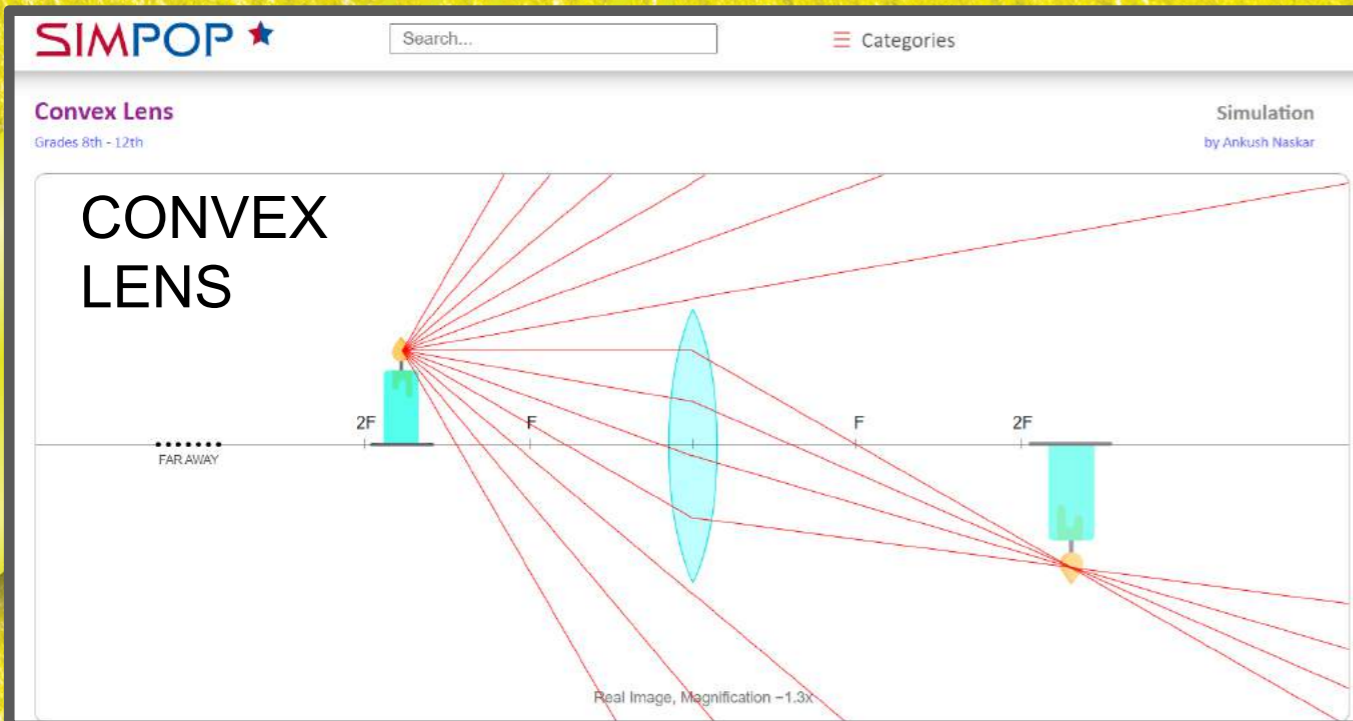 SIMPOP
Search...
☰ Categories
Convex Lens
Simulation
Grades 8th - 12th
by Ankush Naskar
CONVEX
LENS
2F
F
F
2F
FAR AWAY
Real Image, Magnification ~1.3x